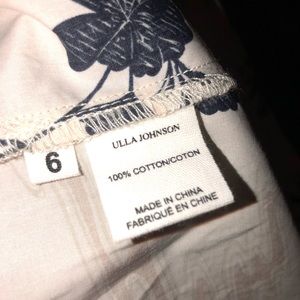 6
ULLA JOHNSON
100% COTTON/COTON
MADE IN CHINA
FABRIQUÉ EN CHINE